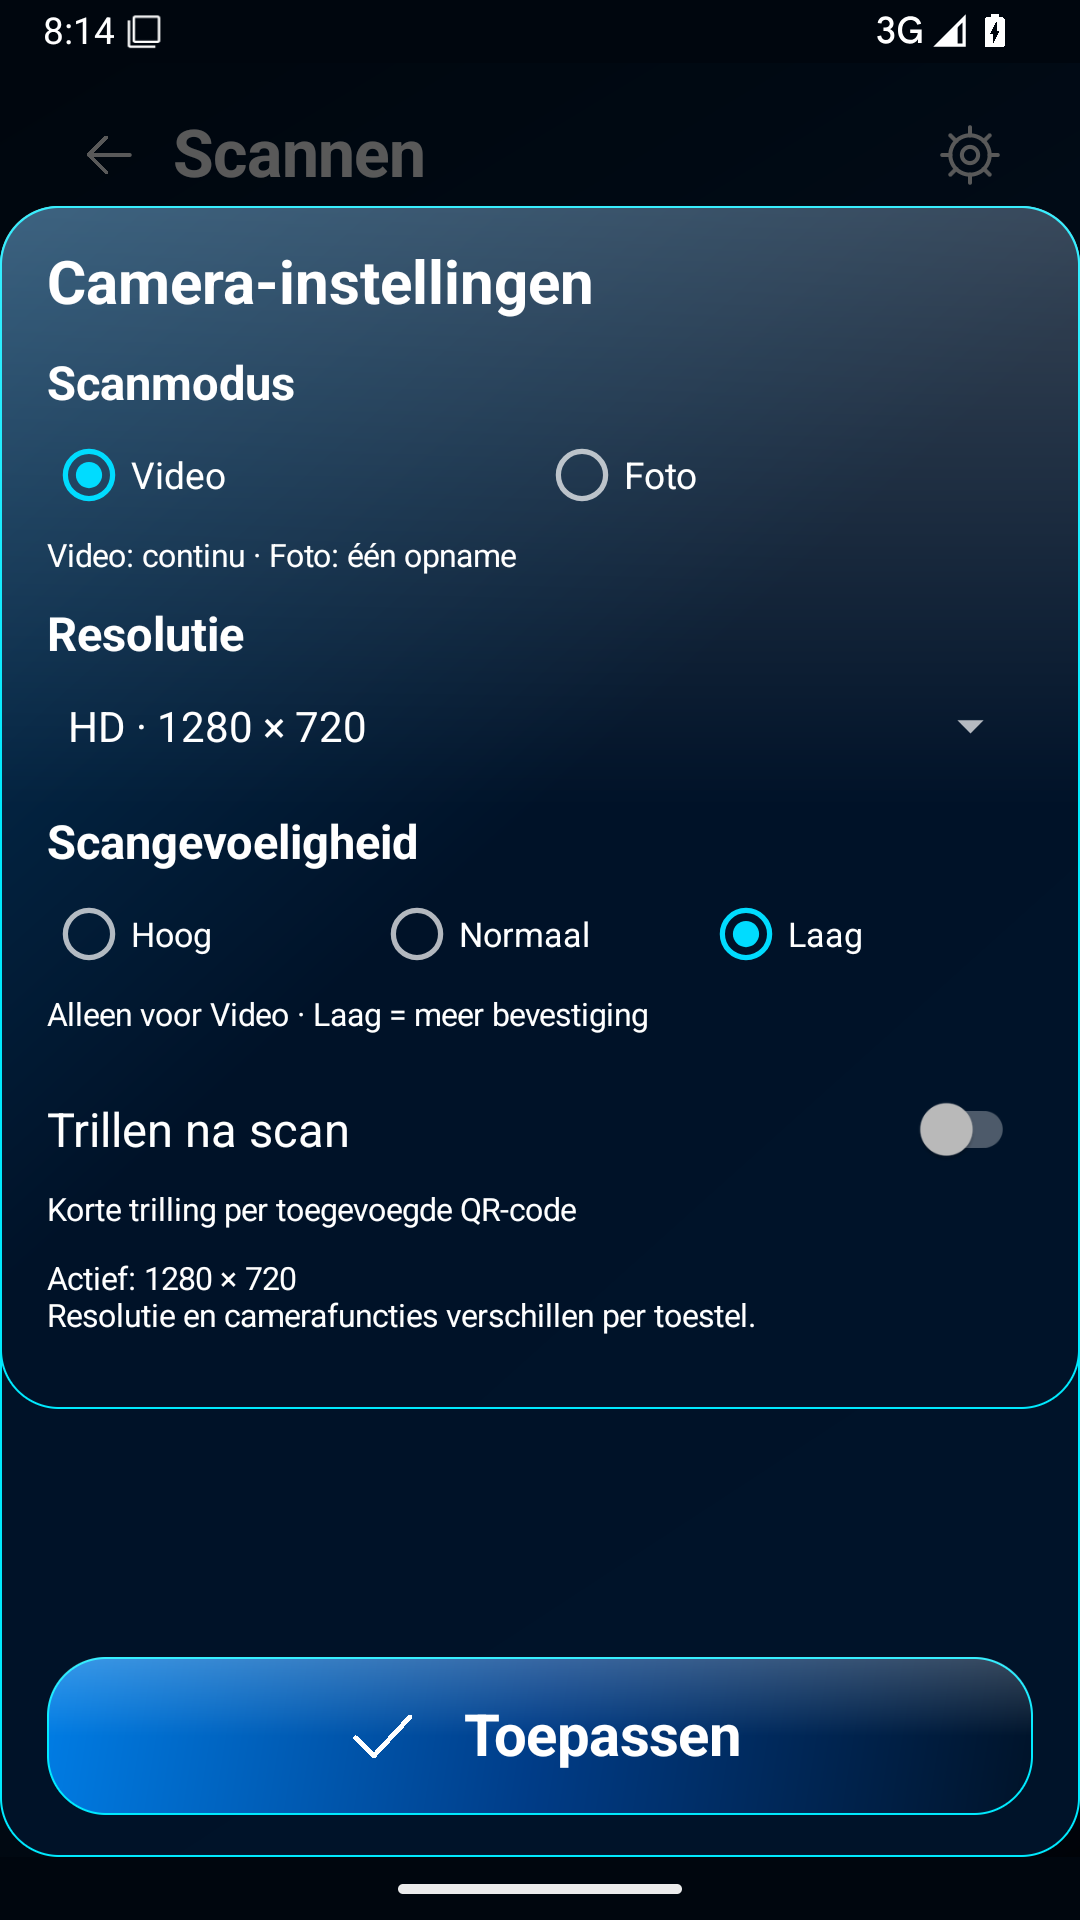 8:14
3G
Scannen
Camera-instellingen
Scanmodus
Video
Foto
Video: continu · Foto: één opname
Resolutie
HD · 1280 × 720
Scangevoeligheid
Hoog
Normaal
Laag
Alleen voor Video · Laag = meer bevestiging
Trillen na scan
Korte trilling per toegevoegde QR-code
Actief: 1280 × 720
Resolutie en camerafuncties verschillen per toestel.
Toepassen